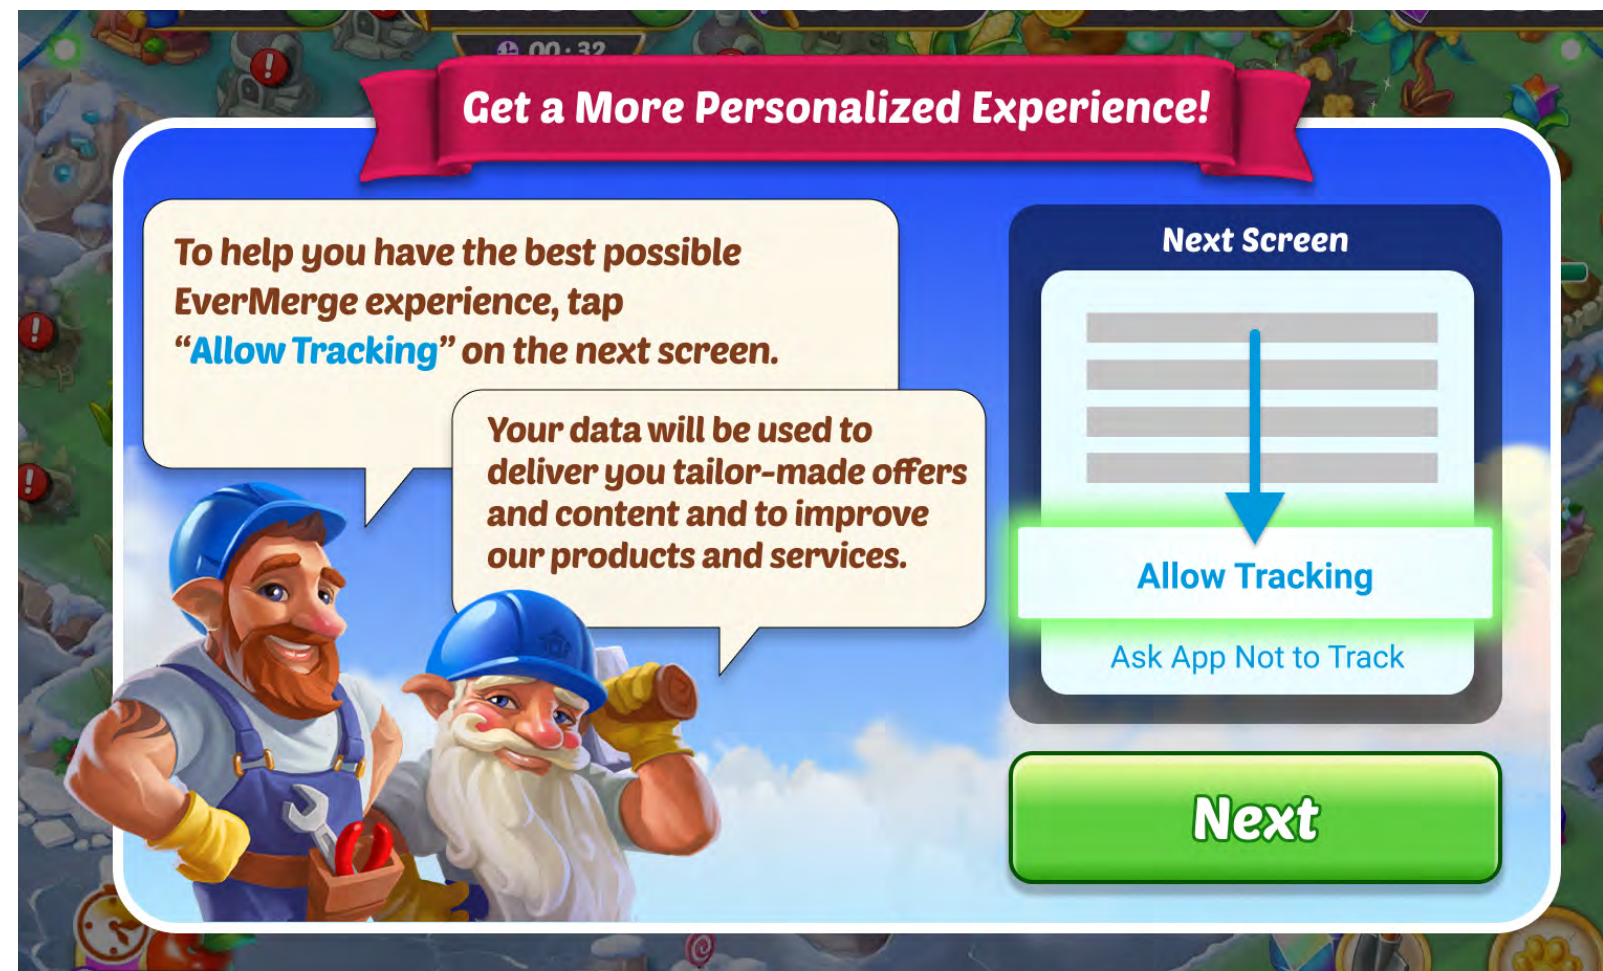 00:32
Get a More Personalized Experience!
To help you have the best possible
EverMerge experience, tap
“Allow Tracking” on the next screen.
Your data will be used to
deliver you tailor-made offers
and content and to improve
our products and services.
Next Screen
Allow Tracking
Ask App Not to Track
Next